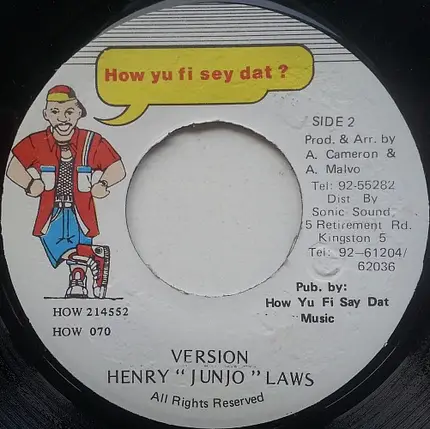 How yu fi sey dat ?
SIDE 2
Prod. & Arr. by
A. Cameron &
A. Malvo
Tel: 92-55282
Dist By
Sonic Sound
5 Retirement Rd.
Kingston 5
Tel: 92-61204/
62036
Pub. by:
How Yu Fi Say Dat
Music
HOW 214552
HOW 070
VERSION
HENRY "JUNJO" LAWS
All Rights Reserved